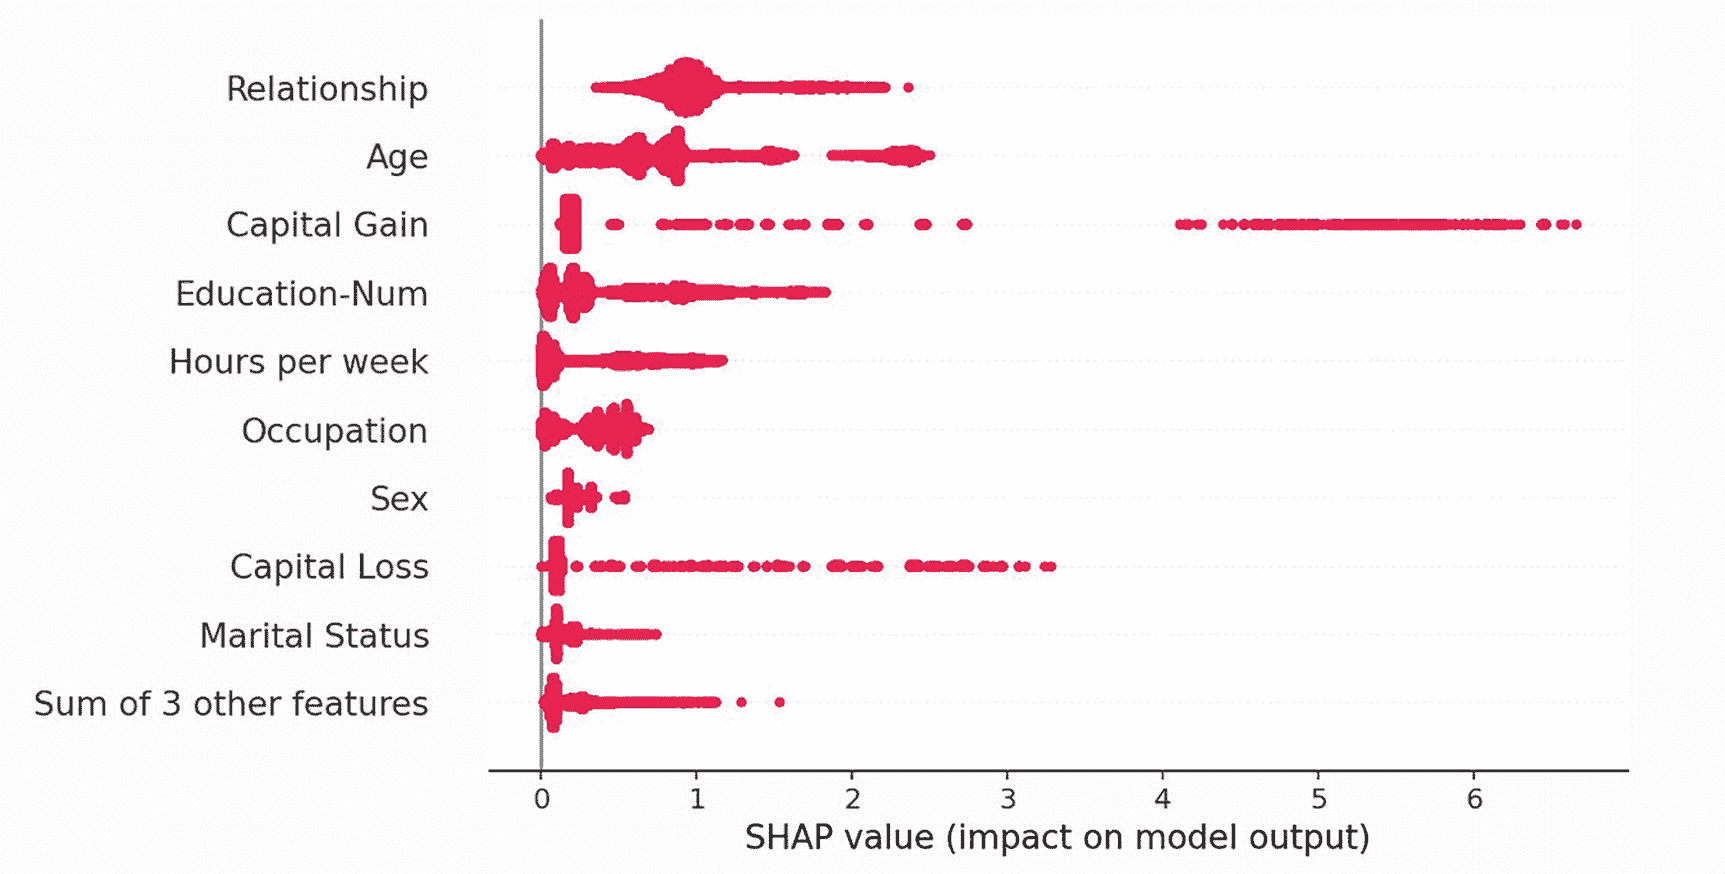 Relationship
Age
Capital Gain
Education-Num
Hours per week
Occupation
Sex
Capital Loss
Marital Status
Sum of 3 other features
0 1 2 3 4 5 6
SHAP value (impact on model output)